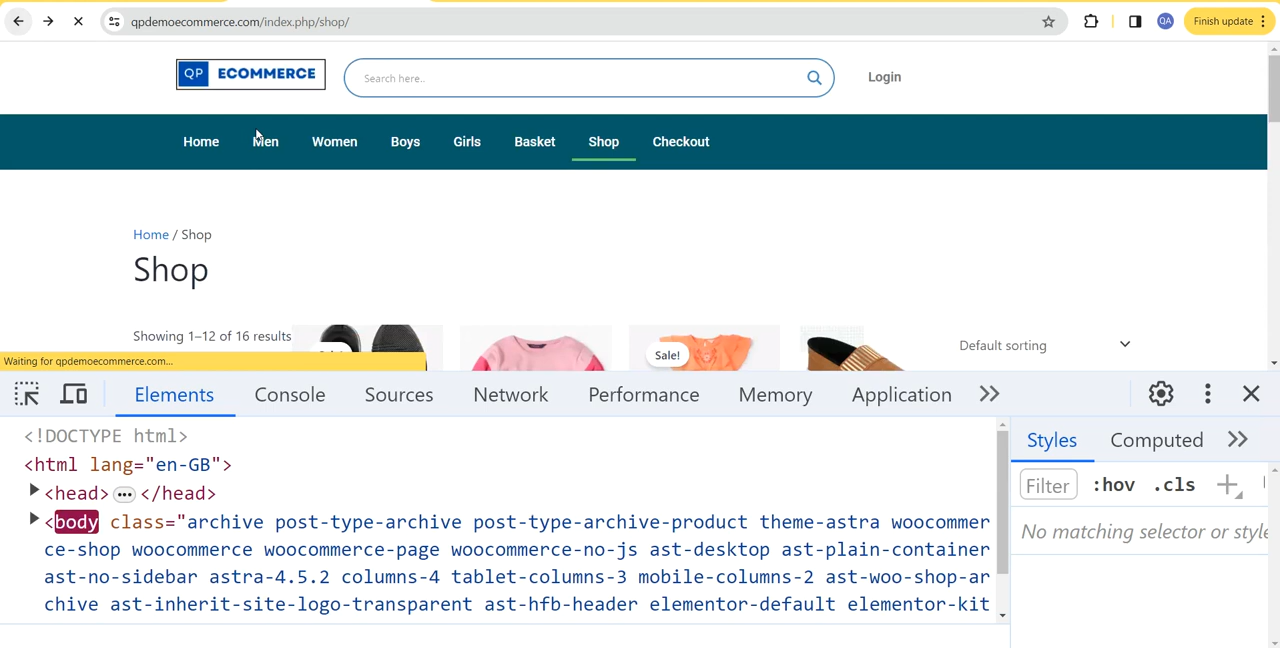 qpdemoecommerce.com/index.php/shop/
QA
Finish update
QP ECOMMERCE
Search here..
Login
Home Men Women Boys Girls Basket Shop Checkout
Home / Shop
Shop
Showing 1–12 of 16 results
Sale!
Default sorting
Waiting for qpdemoecommerce.com...
Elements Console Sources Network Performance Memory Application
<!DOCTYPE html>
<html lang="en-GB">
<head> ••• </head>
<body class="archive post-type-archive post-type-archive-product theme-astra woocommer
ce-shop woocommerce woocommerce-page woocommerce-no-js ast-desktop ast-plain-container
ast-no-sidebar astra-4.5.2 columns-4 tablet-columns-3 mobile-columns-2 ast-woo-shop-ar
chive ast-inherit-site-logo-transparent ast-hfb-header elementor-default elementor-kit
Styles Computed
Filter :hov .cls
No matching selector or style